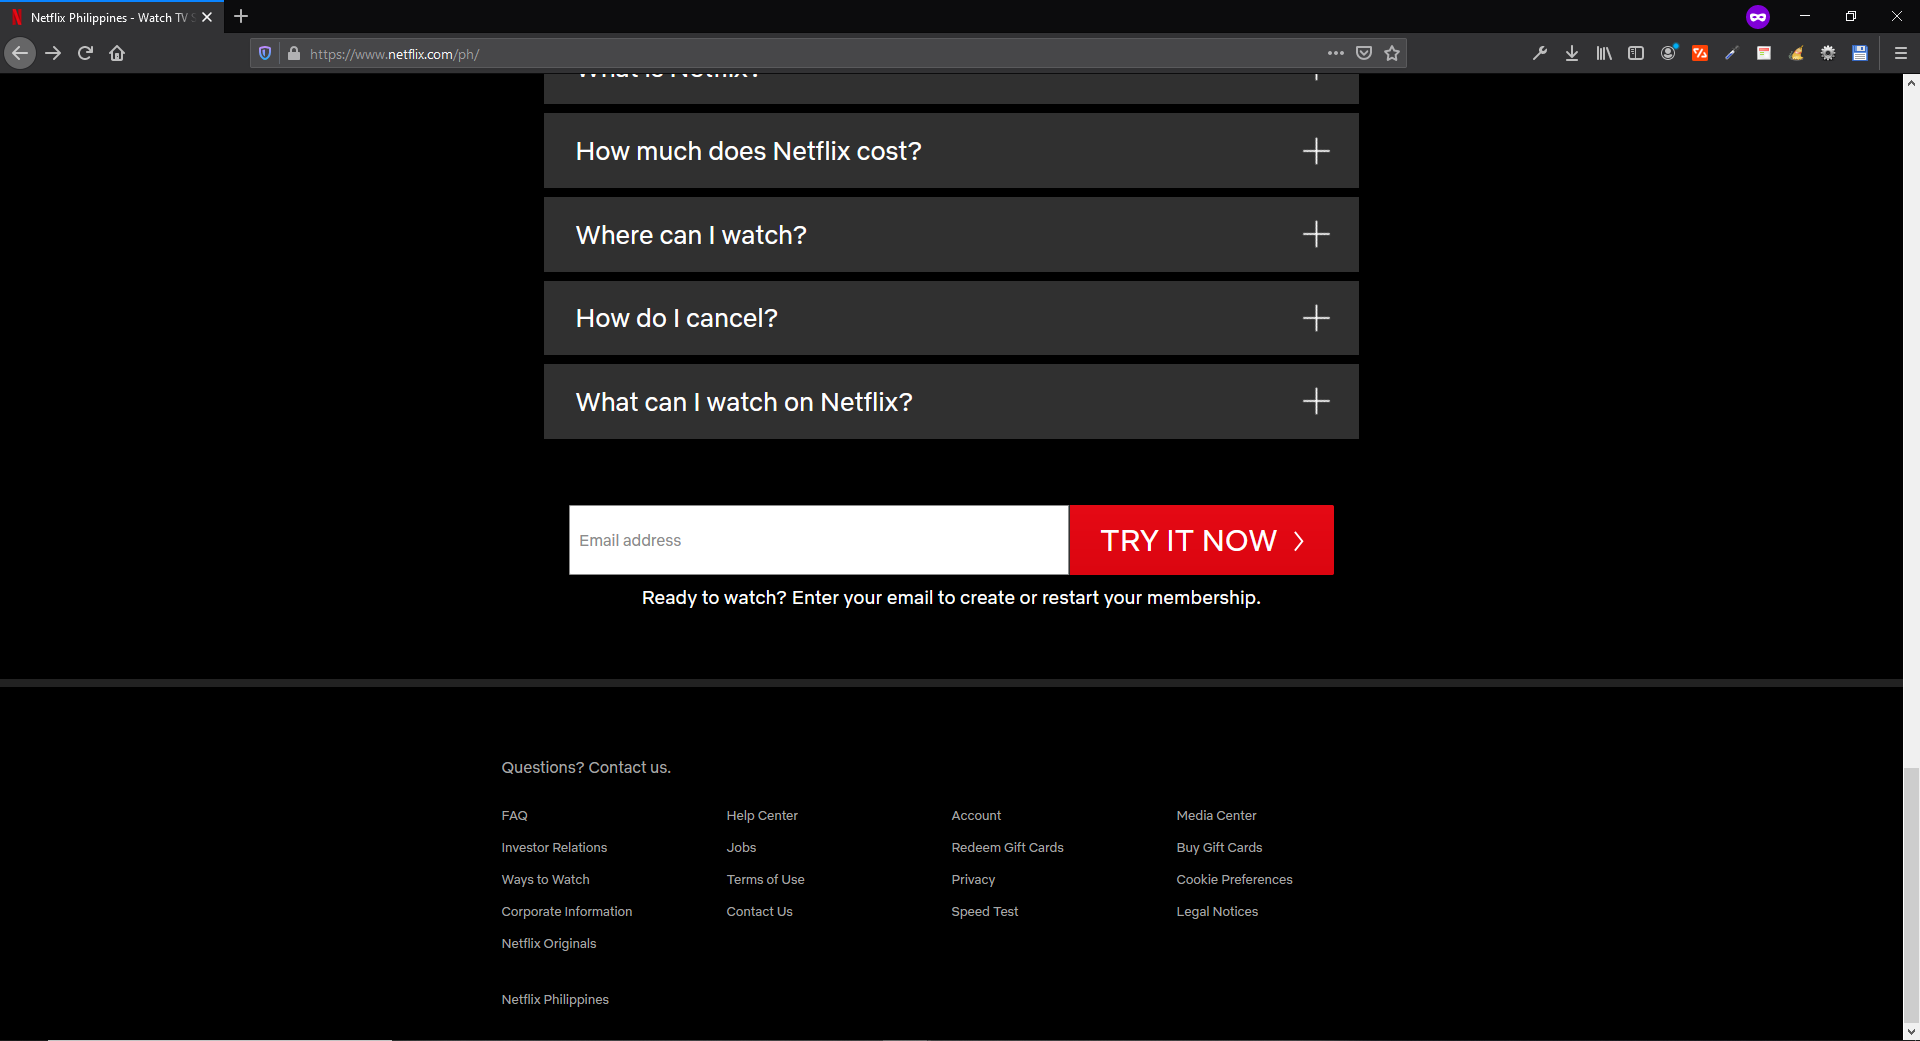 Netflix Philippines - Watch TV S
https://www.netflix.com/ph/
What is Netflix?
How much does Netflix cost?
Where can I watch?
How do I cancel?
What can I watch on Netflix?
Email address
TRY IT NOW
Ready to watch? Enter your email to create or restart your membership.
Questions? Contact us.
FAQ
Help Center
Account
Media Center
Investor Relations
Jobs
Redeem Gift Cards
Buy Gift Cards
Ways to Watch
Terms of Use
Privacy
Cookie Preferences
Corporate Information
Contact Us
Speed Test
Legal Notices
Netflix Originals
Netflix Philippines